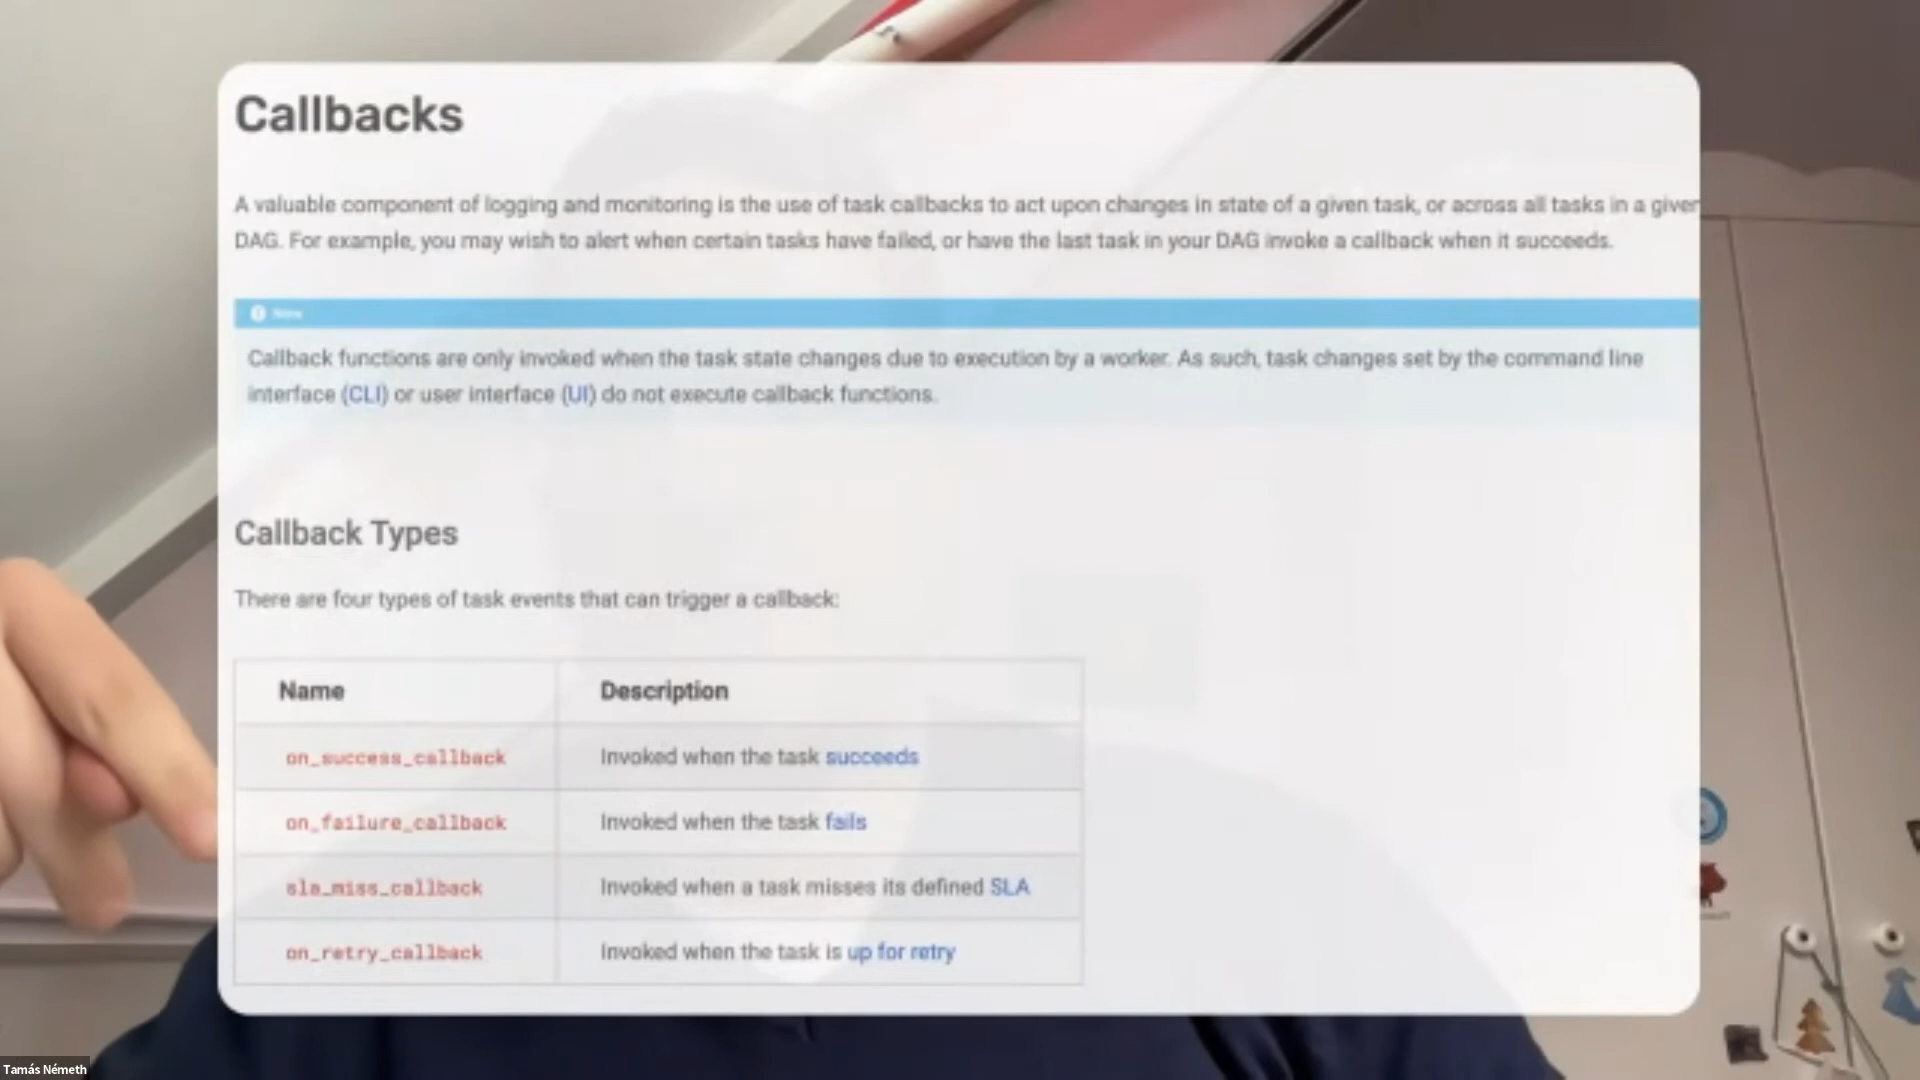 Callbacks
A valuable component of logging and monitoring is the use of task callbacks to act upon changes in state of a given task, or across all tasks in a given
DAG. For example, you may wish to alert when certain tasks have failed, or have the last task in your DAG invoke a callback when it succeeds.
Note
Callback functions are only invoked when the task state changes due to execution by a worker. As such, task changes set by the command line
interface (CLI) or user interface (UI) do not execute callback functions.
Callback Types
There are four types of task events that can trigger a callback:
Name Description
on_success_callback Invoked when the task succeeds
on_failure_callback Invoked when the task fails
sla_miss_callback Invoked when a task misses its defined SLA
on_retry_callback Invoked when the task is up for retry
Tamás Németh